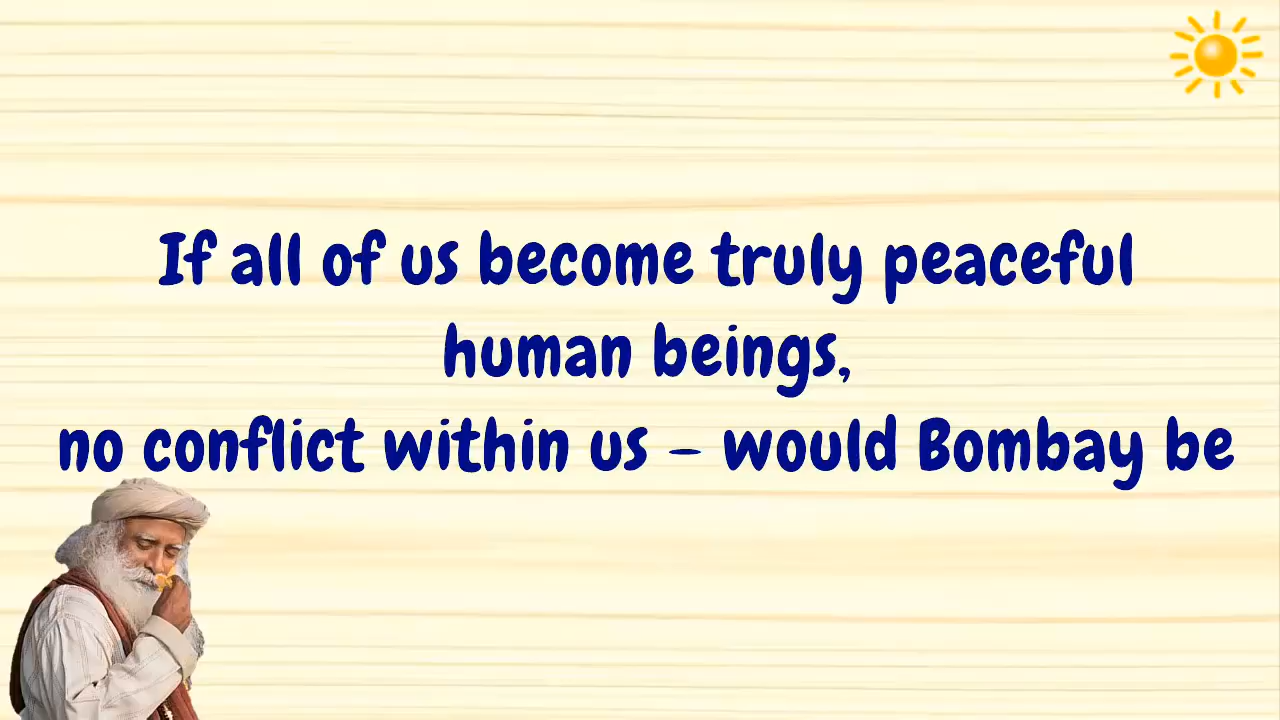 If all of us become truly peaceful
human beings,
no conflict within us – would Bombay be